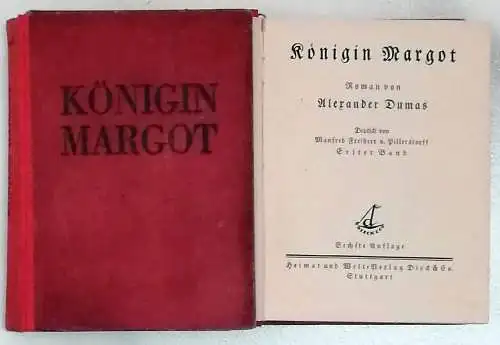 KÖNIGIN
MARGOT
Königin Margot
Roman von
Alexander Dumas
Deutsch von
Manfred Freiherr v. Pillersdorff
Erster Band
d
Sechste Auflage
Heimat und Welt-Verlag Dieck & Co.
Stuttgart